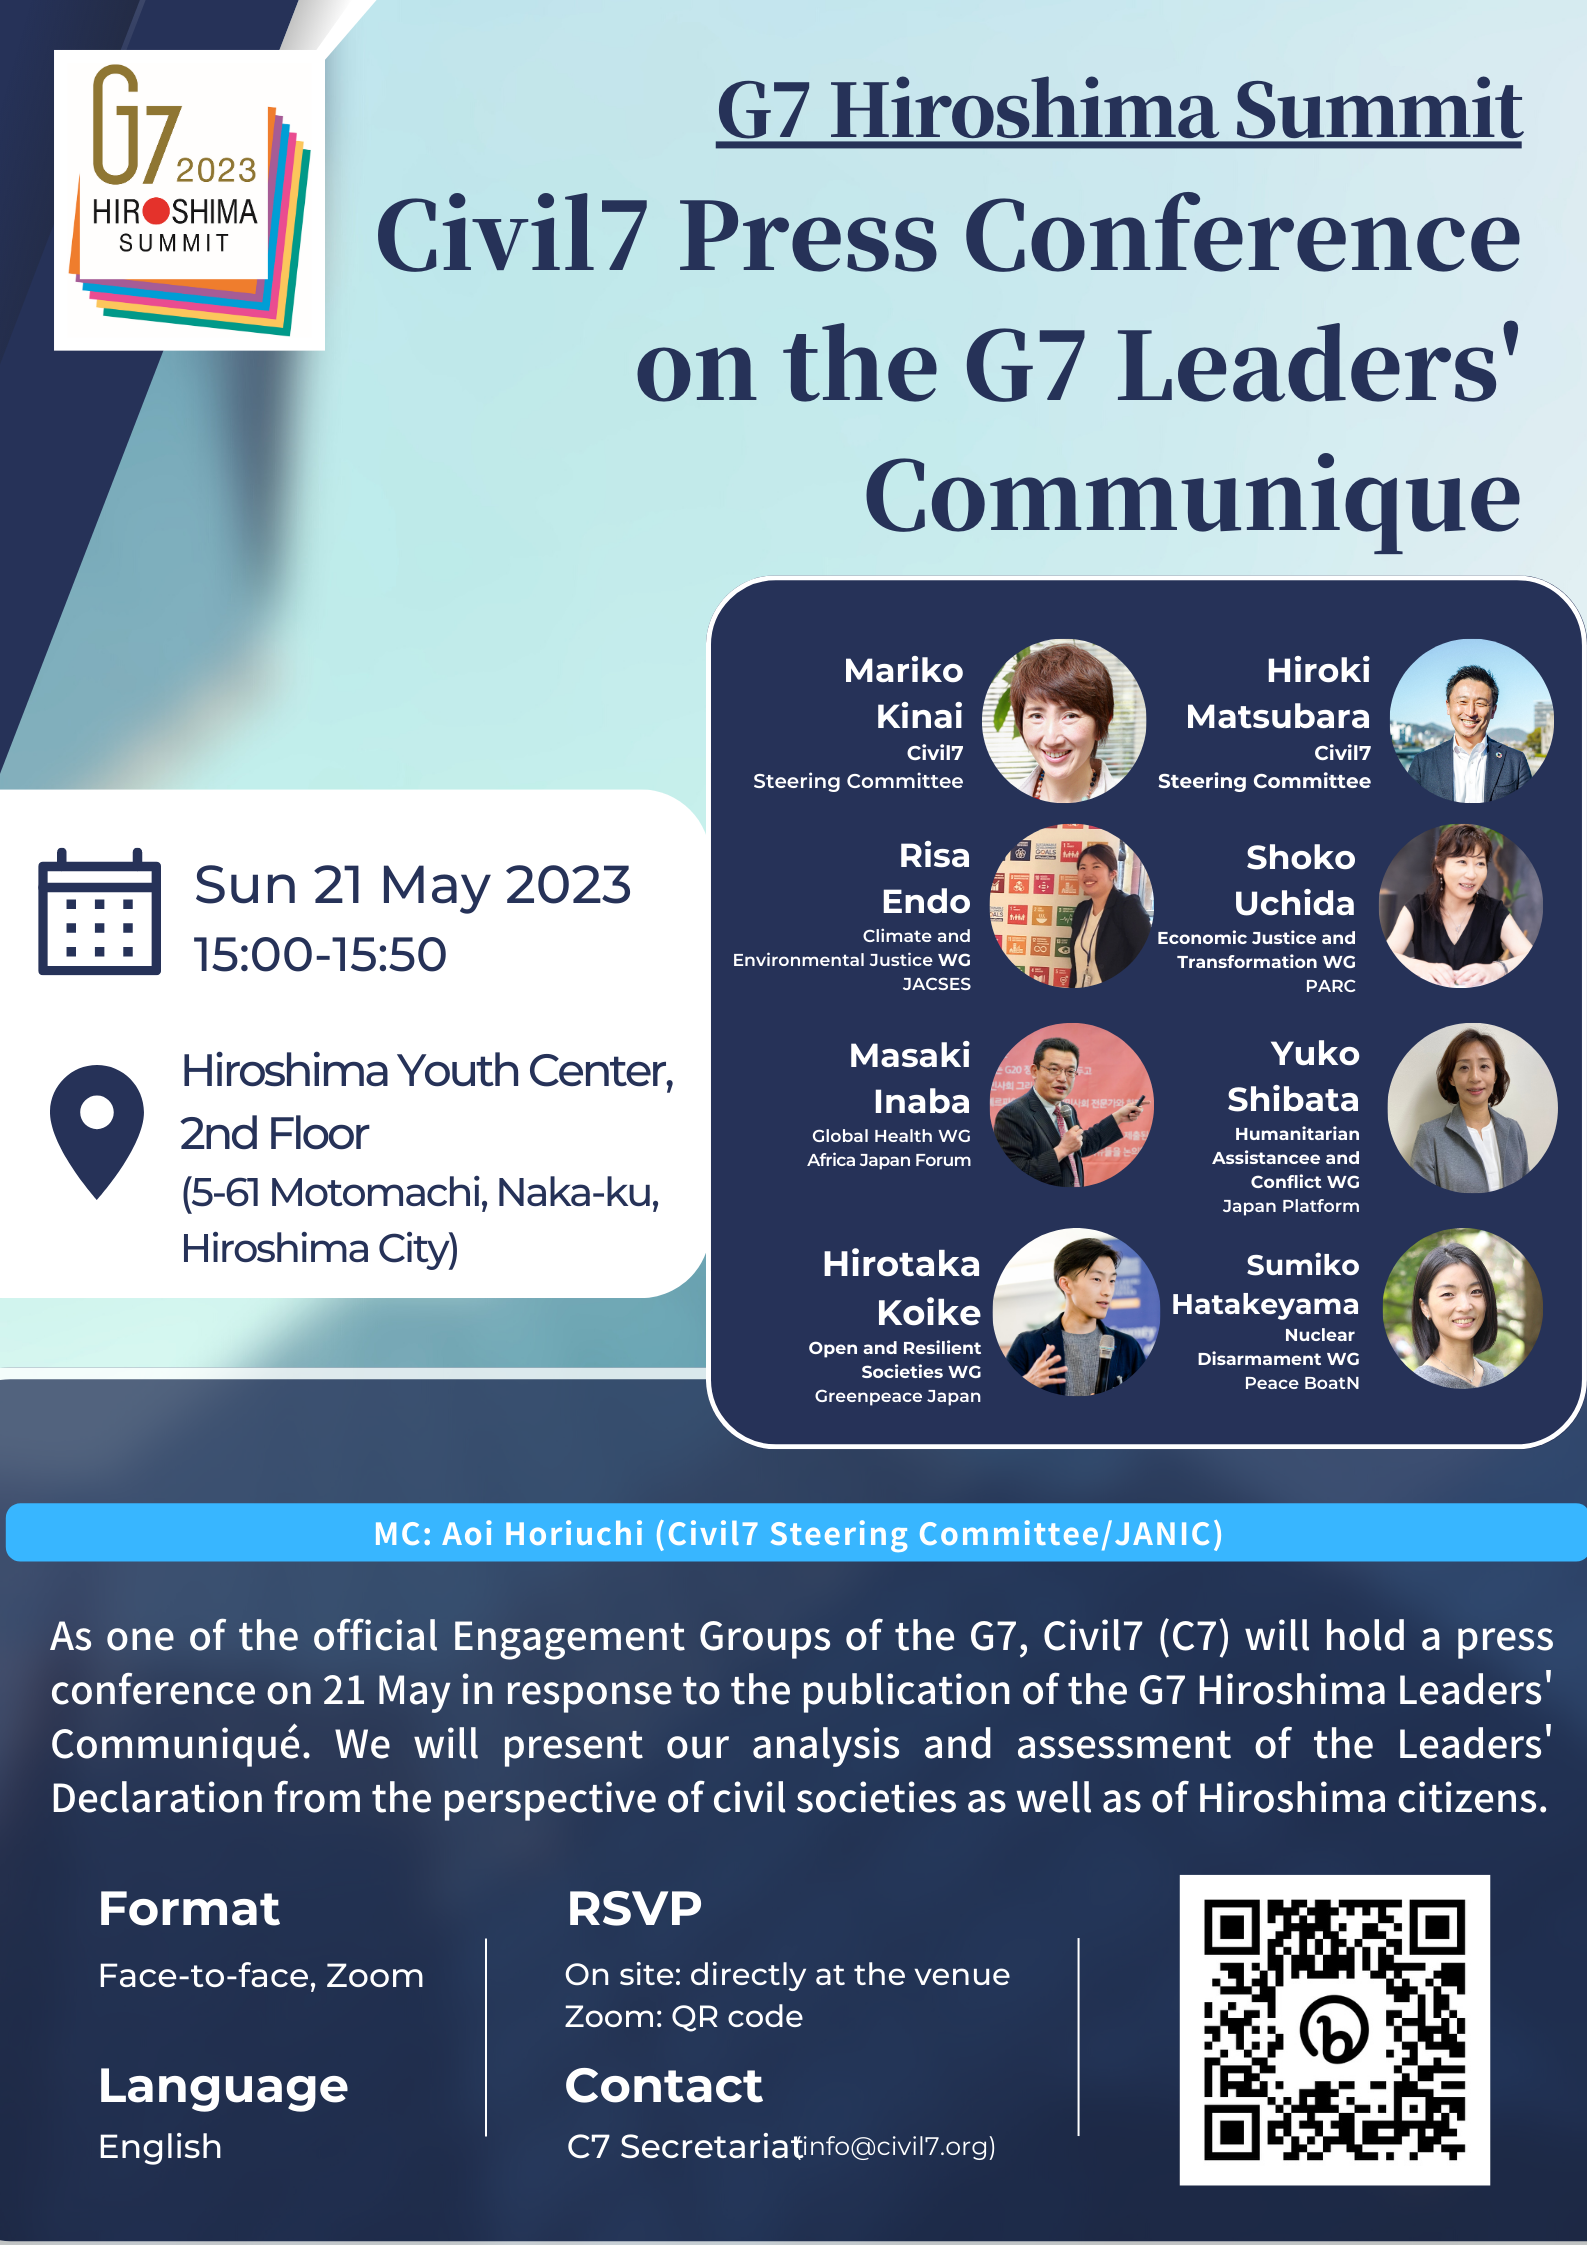 G7 2023
HIROSHIMA
SUMMIT
G7 Hiroshima Summit
Civil7 Press Conference
on the G7 Leaders'
Communique
Sun 21 May 2023
15:00-15:50
Hiroshima Youth Center,
2nd Floor
(5-61 Motomachi, Naka-ku,
Hiroshima City)
Mariko
Kinai
Civil7
Steering Committee
Hiroki
Matsubara
Civil7
Steering Committee
Risa
Endo
Climate and
Environmental Justice WG
JACSES
Shoko
Uchida
Economic Justice and
Transformation WG
PARC
Masaki
Inaba
Global Health WG
Africa Japan Forum
Yuko
Shibata
Humanitarian
Assistancee and
Conflict WG
Japan Platform
Hirotaka
Koike
Open and Resilient
Societies WG
Greenpeace Japan
Sumiko
Hatakeyama
Nuclear
Disarmament WG
Peace BoatN
MC: Aoi Horiuchi (Civil7 Steering Committee/JANIC)
As one of the official Engagement Groups of the G7, Civil7 (C7) will hold a press
conference on 21 May in response to the publication of the G7 Hiroshima Leaders'
Communiqué. We will present our analysis and assessment of the Leaders'
Declaration from the perspective of civil societies as well as of Hiroshima citizens.
Format
Face-to-face, Zoom
Language
English
RSVP
On site: directly at the venue
Zoom: QR code
Contact
C7 Secretariat (info@civil7.org)